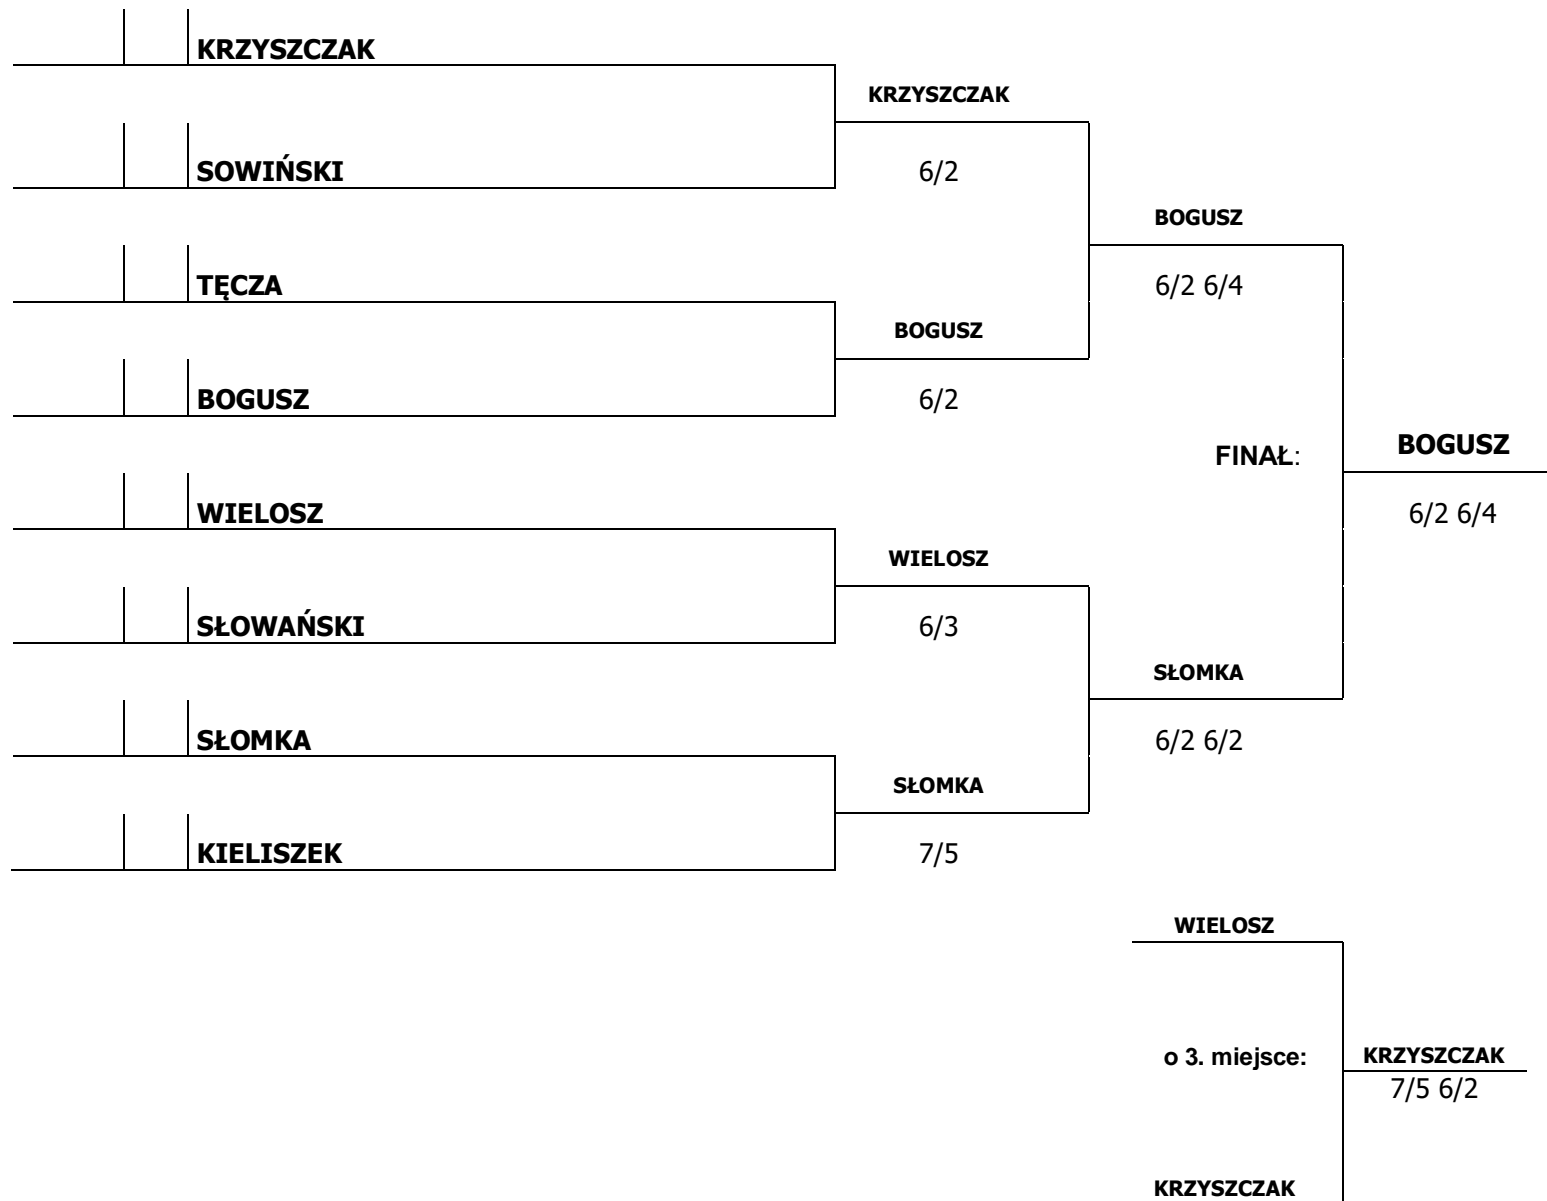 KRZYSZCZAK
KRZYSZCZAK
SOWIŃSKI
6/2
BOGUSZ
TĘCZA
6/2 6/4
BOGUSZ
BOGUSZ
6/2
FINAŁ:
BOGUSZ
WIELOSZ
6/2 6/4
WIELOSZ
SŁOWAŃSKI
6/3
SŁOMKA
SŁOMKA
6/2 6/2
SŁOMKA
KIELISZEK
7/5
WIELOSZ
o 3. miejsce:
KRZYSZCZAK
7/5 6/2
KRZYSZCZAK